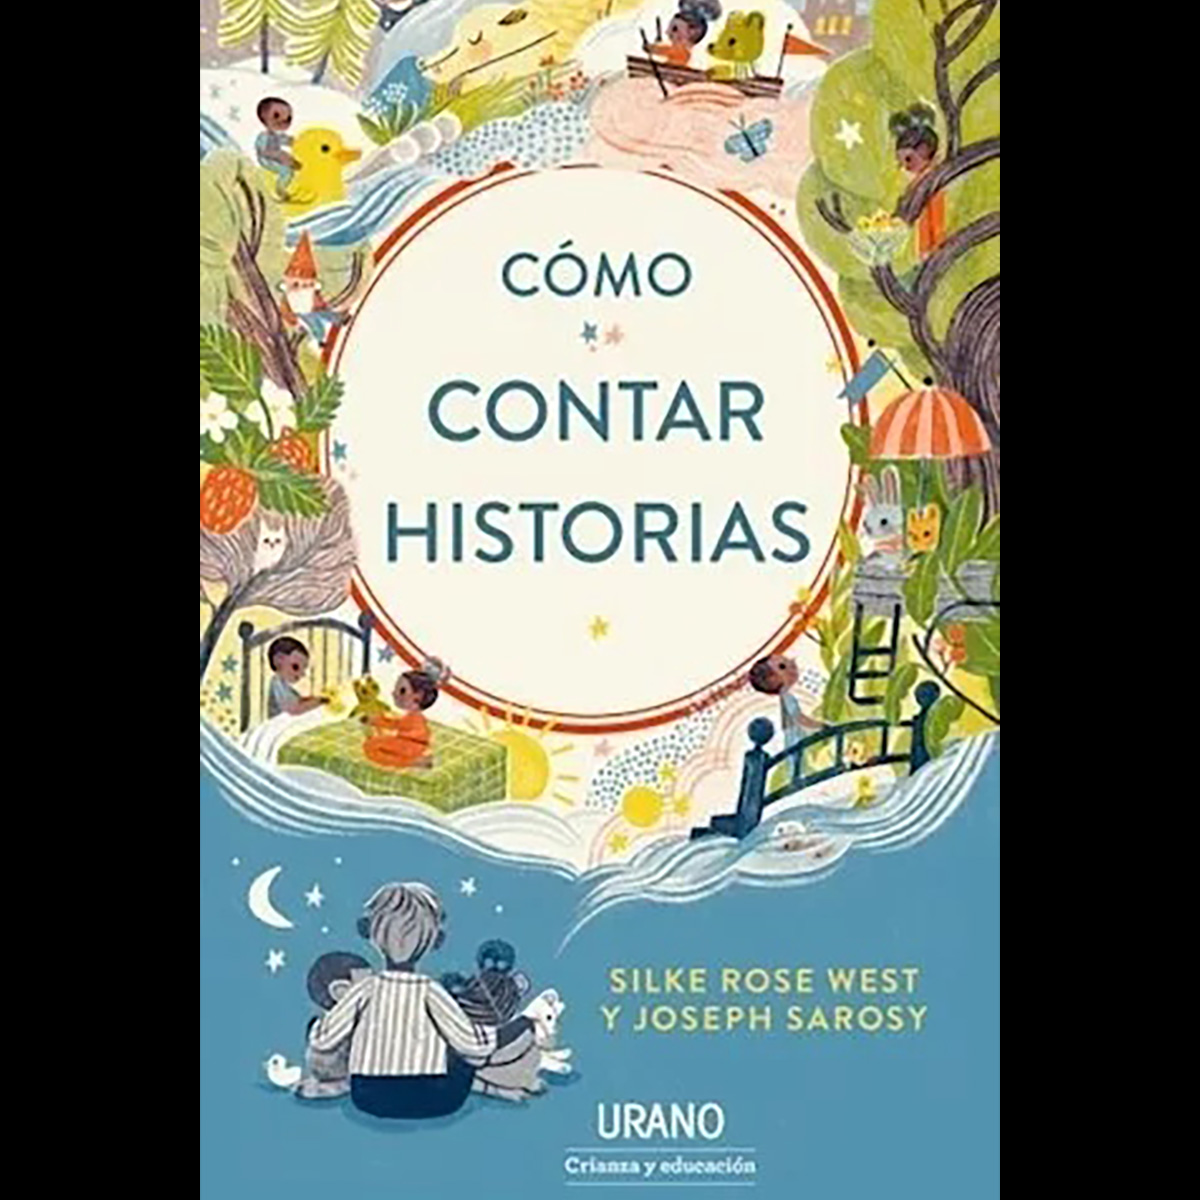 CÓMO
CONTAR
HISTORIAS
SILKE ROSE WEST
Y JOSEPH SAROSY
URANO
Crianza y educación